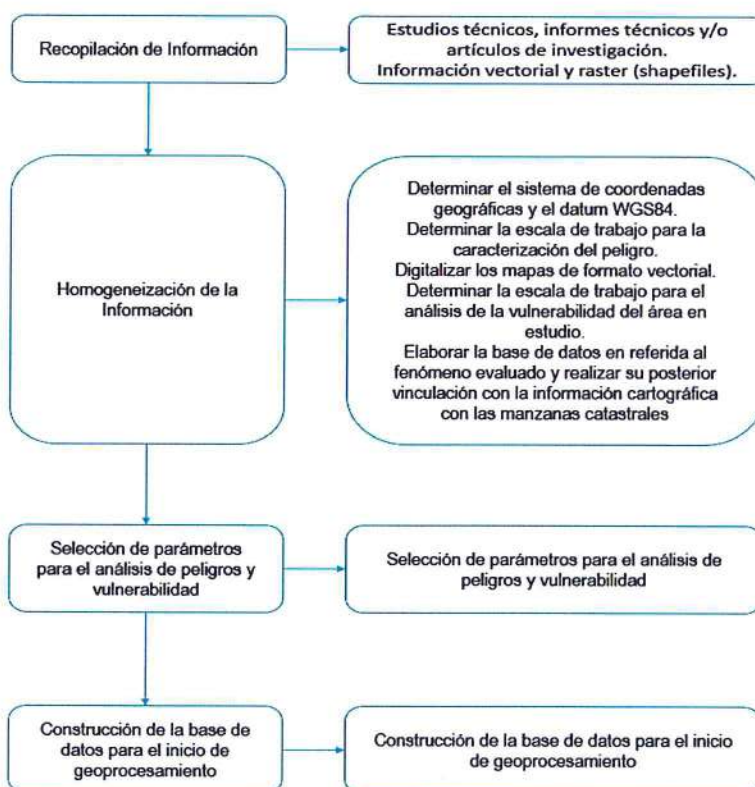 Recopilación de Información
Estudios técnicos, informes técnicos y/o
artículos de investigación.
Información vectorial y raster (shapefiles).
Homogeneización de la
Información
Determinar el sistema de coordenadas
geográficas y el datum WGS84.
Determinar la escala de trabajo para la
caracterización del peligro.
Digitalizar los mapas de formato vectorial.
Determinar la escala de trabajo para el
análisis de la vulnerabilidad del área en
estudio.
Elaborar la base de datos en referida al
fenómeno evaluado y realizar su posterior
vinculación con la información cartográfica
con las manzanas catastrales
Selección de parámetros
para el análisis de peligros y
vulnerabilidad
Selección de parámetros para el análisis de
peligros y vulnerabilidad
Construcción de la base de
datos para el inicio de
geoprocesamiento
Construcción de la base de datos para el inicio
de geoprocesamiento